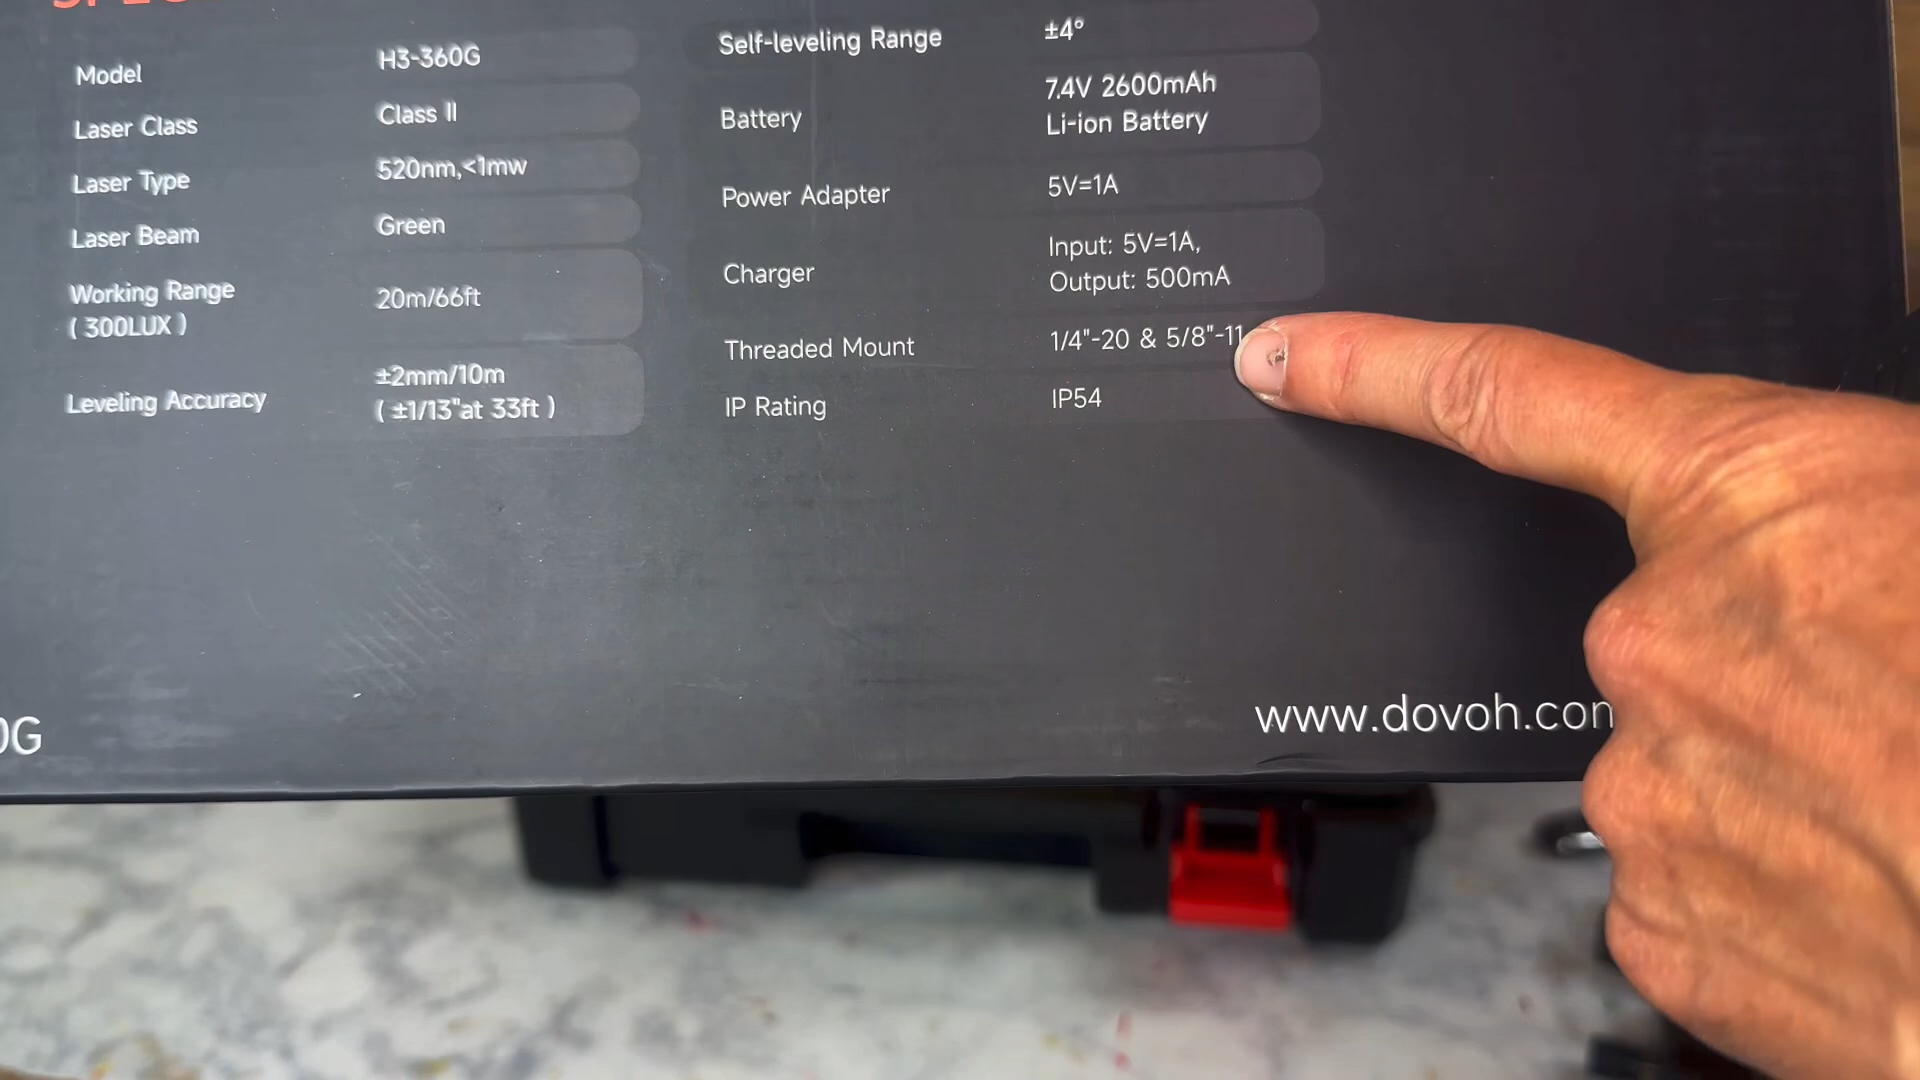 Model H3-360G
Laser Class Class II
Laser Type 520nm,<1mw
Laser Beam Green
Working Range
( 300LUX ) 20m/66ft
Leveling Accuracy ±2mm/10m
( ±1/13"at 33ft )
Self-leveling Range ±4°
Battery 7.4V 2600mAh
Li-ion Battery
Power Adapter 5V=1A
Charger Input: 5V=1A,
Output: 500mA
Threaded Mount 1/4"-20 & 5/8"-11
IP Rating IP54
0G
www.dovoh.com